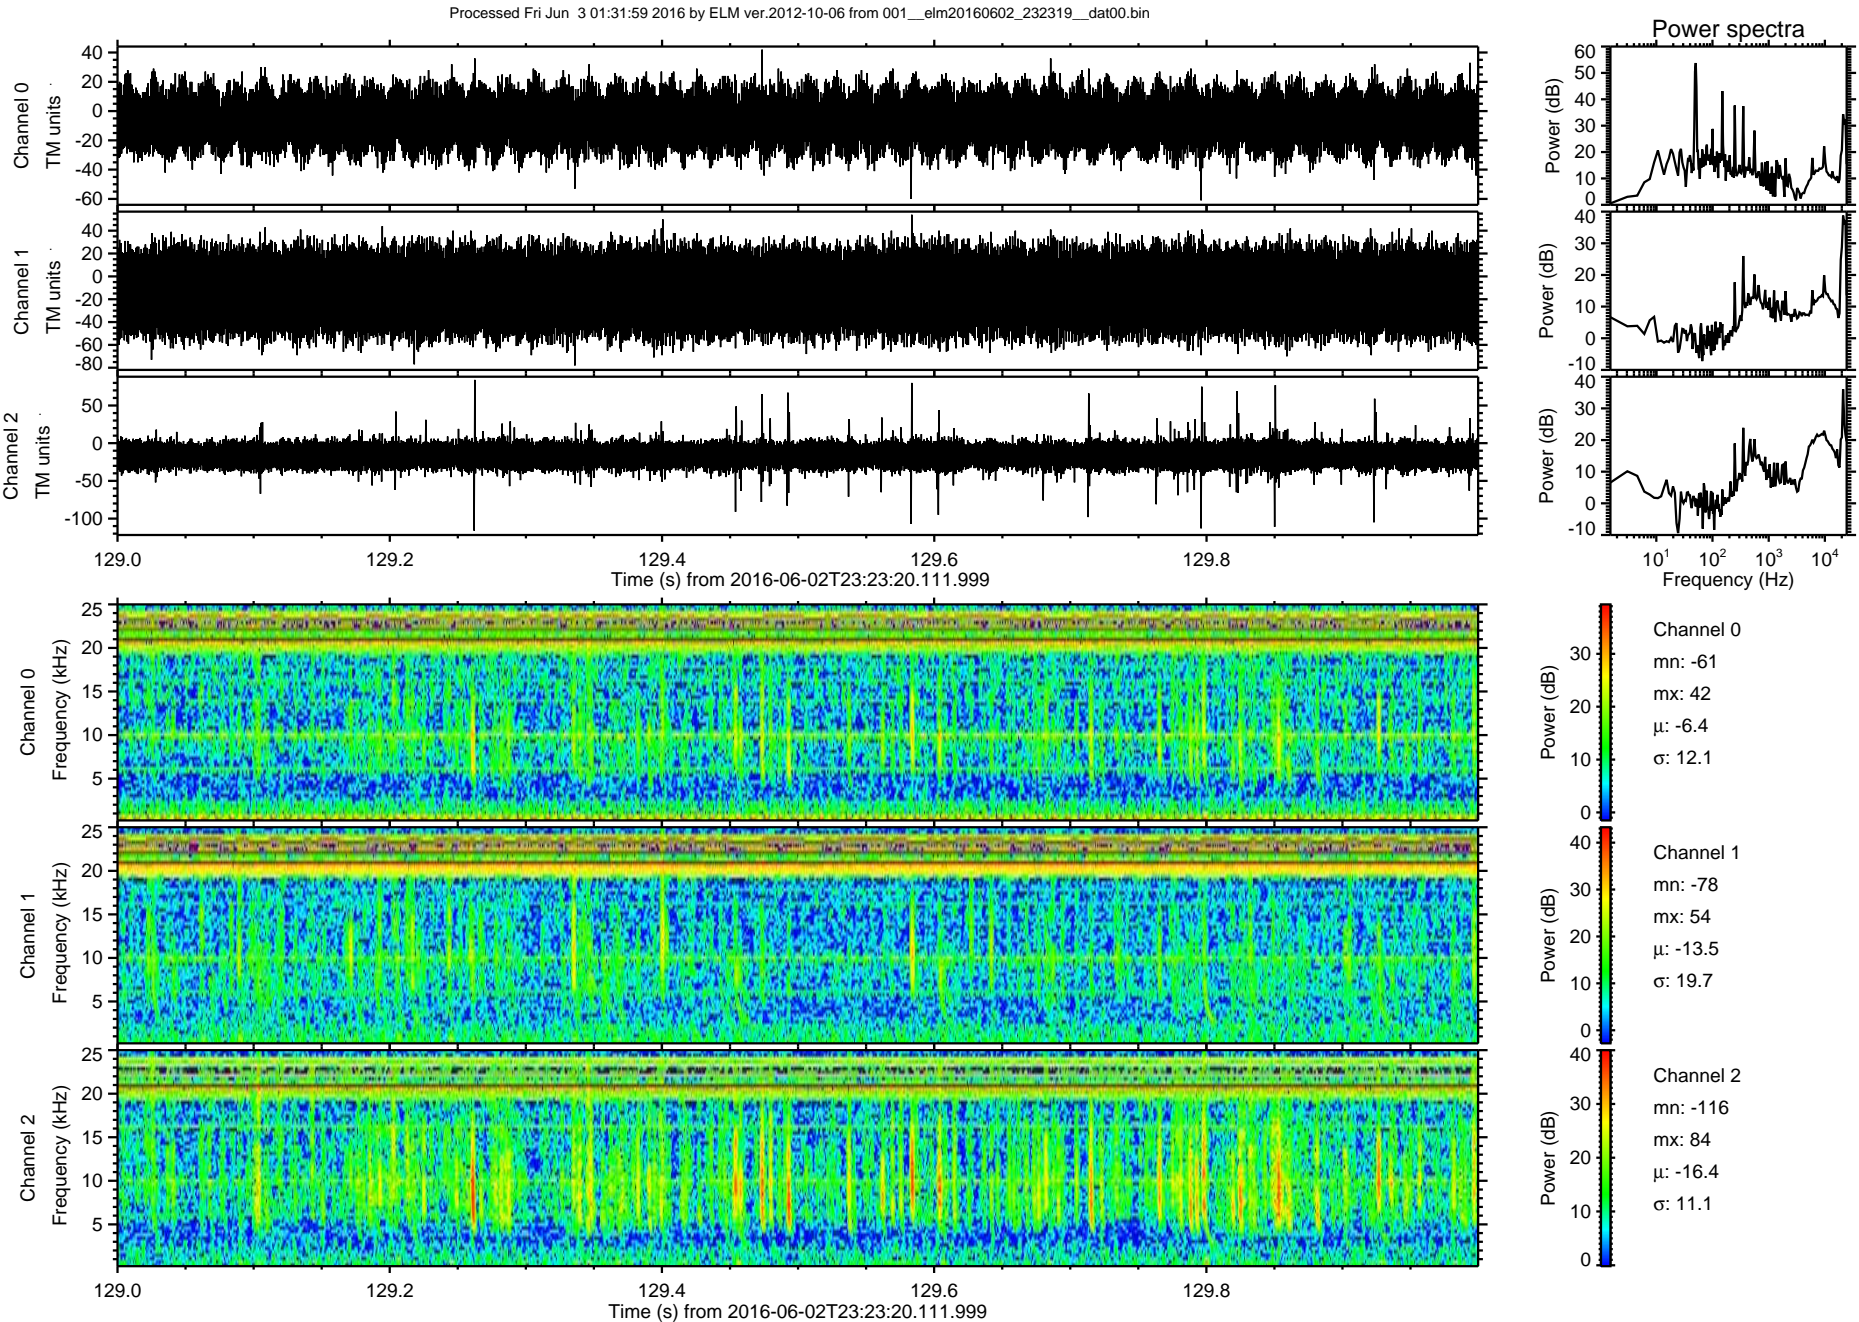 Processed Fri Jun  3 01:31:59 2016 by ELM ver.2012-10-06 from 001__elm20160602_232319__dat00.bin
Power spectra
Channel 0
TM units
40
20
0
-20
-40
-60
Power (dB)
60
50
40
30
20
10
0
Channel 1
TM units
40
20
0
-20
-40
-60
-80
Power (dB)
40
30
20
10
0
-10
Channel 2
TM units
50
0
-50
-100
Power (dB)
40
30
20
10
0
-10
129.0 129.2 129.4 129.6 129.8
Time (s) from 2016-06-02T23:23:20.111.999
10¹ 10² 10³ 10⁴
Frequency (Hz)
Channel 0
Frequency (kHz)
25
20
15
10
5
Power (dB)
30
20
10
0
Channel 0
mn: -61
mx: 42
μ: -6.4
σ: 12.1
Channel 1
Frequency (kHz)
25
20
15
10
5
Power (dB)
40
30
20
10
0
Channel 1
mn: -78
mx: 54
μ: -13.5
σ: 19.7
Channel 2
Frequency (kHz)
25
20
15
10
5
Power (dB)
40
30
20
10
0
Channel 2
mn: -116
mx: 84
μ: -16.4
σ: 11.1
129.0 129.2 129.4 129.6 129.8
Time (s) from 2016-06-02T23:23:20.111.999